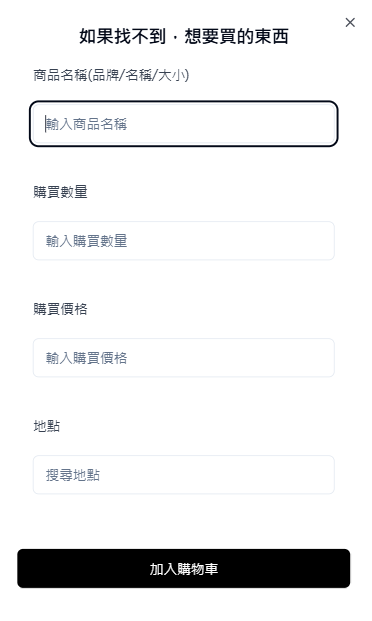 如果找不到，想要買的東西
商品名稱(品牌/名稱/大小)
輸入商品名稱
購買數量
輸入購買數量
購買價格
輸入購買價格
地點
搜尋地點
加入購物車